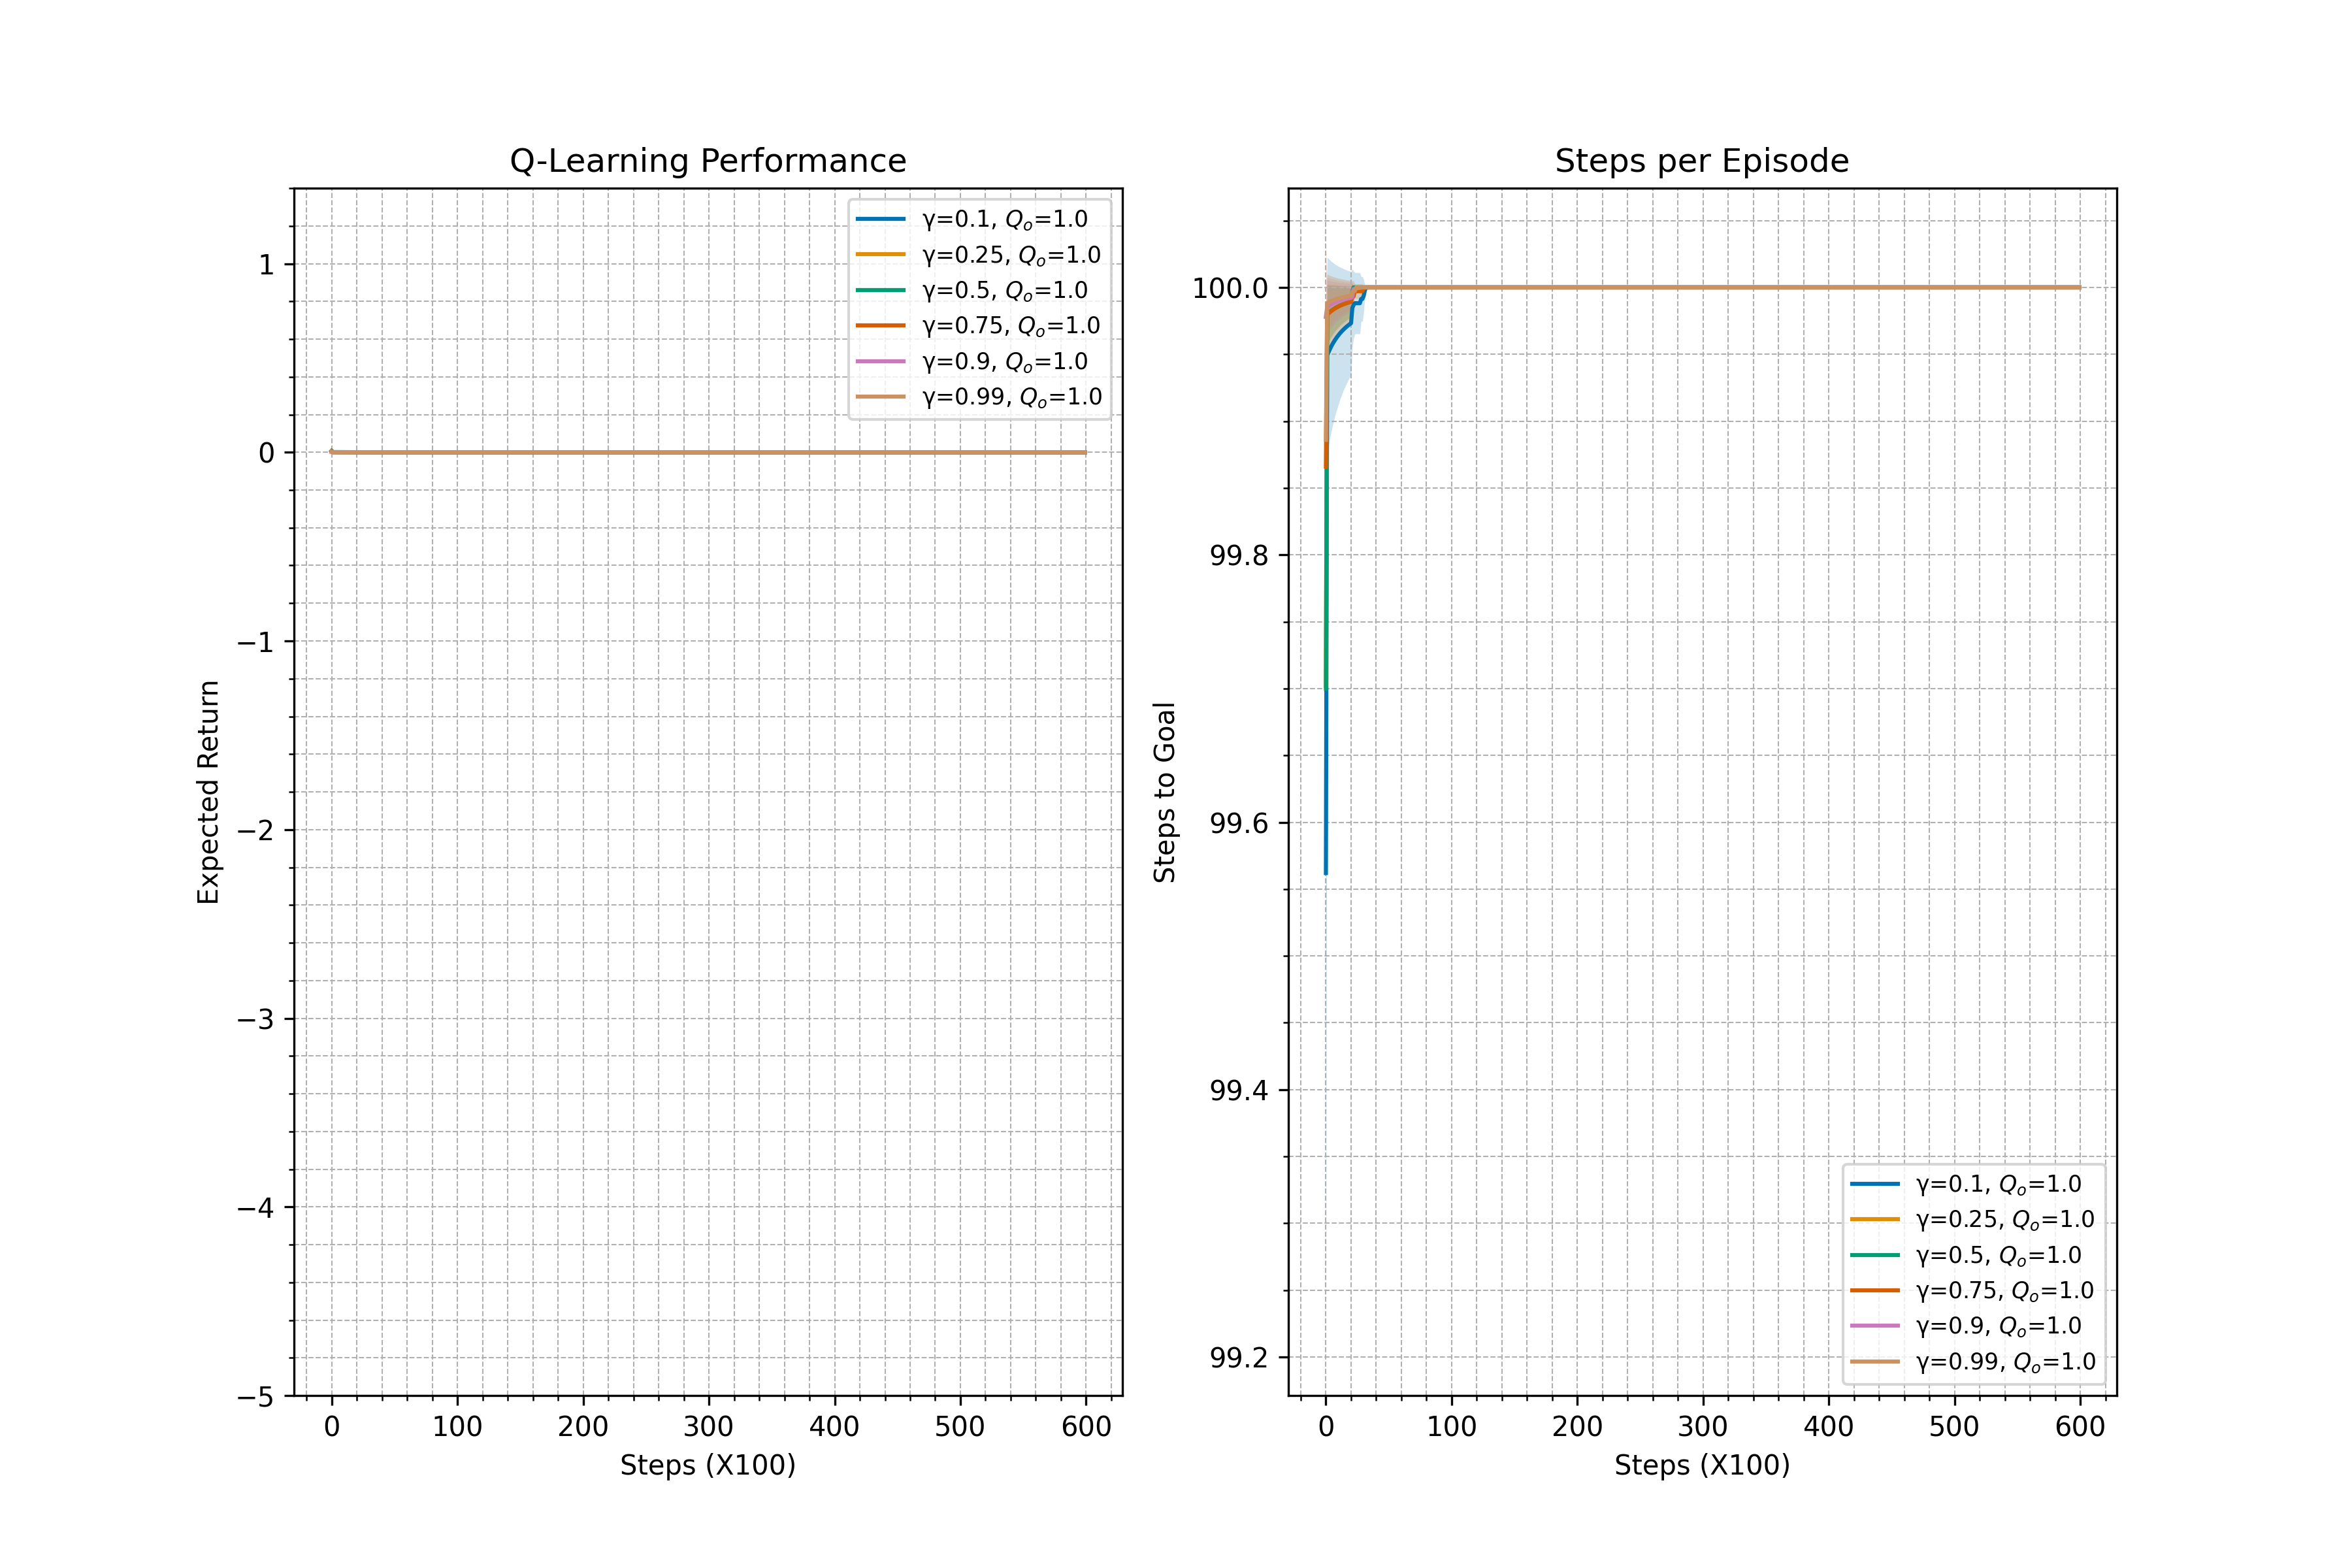 Q-Learning Performance
1
0
−1
−2
−3
−4
−5
Expected Return
0 100 200 300 400 500 600
Steps (X100)
γ=0.1, Qo=1.0
γ=0.25, Qo=1.0
γ=0.5, Qo=1.0
γ=0.75, Qo=1.0
γ=0.9, Qo=1.0
γ=0.99, Qo=1.0
Steps per Episode
100.0
99.8
99.6
99.4
99.2
Steps to Goal
0 100 200 300 400 500 600
Steps (X100)
γ=0.1, Qo=1.0
γ=0.25, Qo=1.0
γ=0.5, Qo=1.0
γ=0.75, Qo=1.0
γ=0.9, Qo=1.0
γ=0.99, Qo=1.0